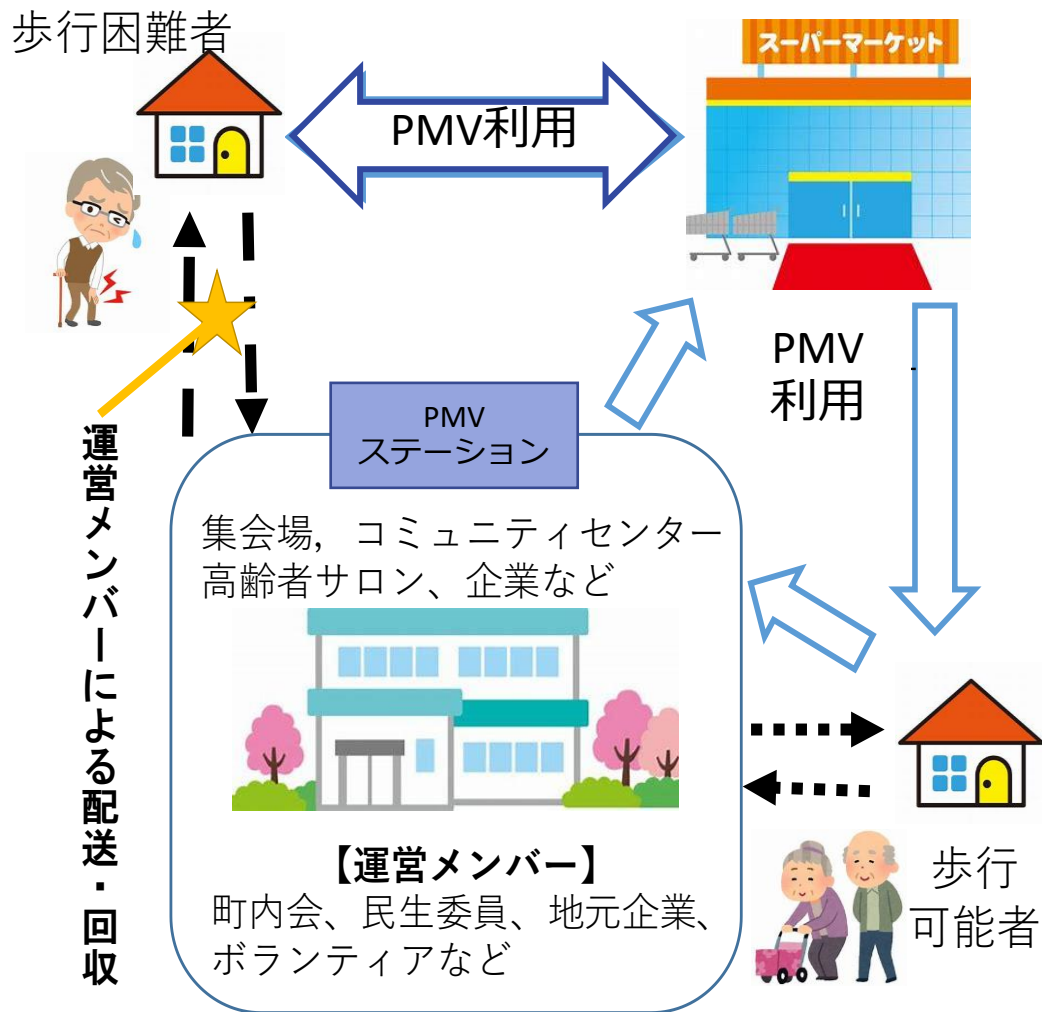 歩行困難者
スーパーマーケット
PMV利用
PMV
利用
PMV
ステーション
運営メンバーによる配送・回収
集会場，コミュニティセンター
高齢者サロン、企業など
【運営メンバー】
町内会、民生委員、地元企業、
ボランティアなど
歩行
可能者